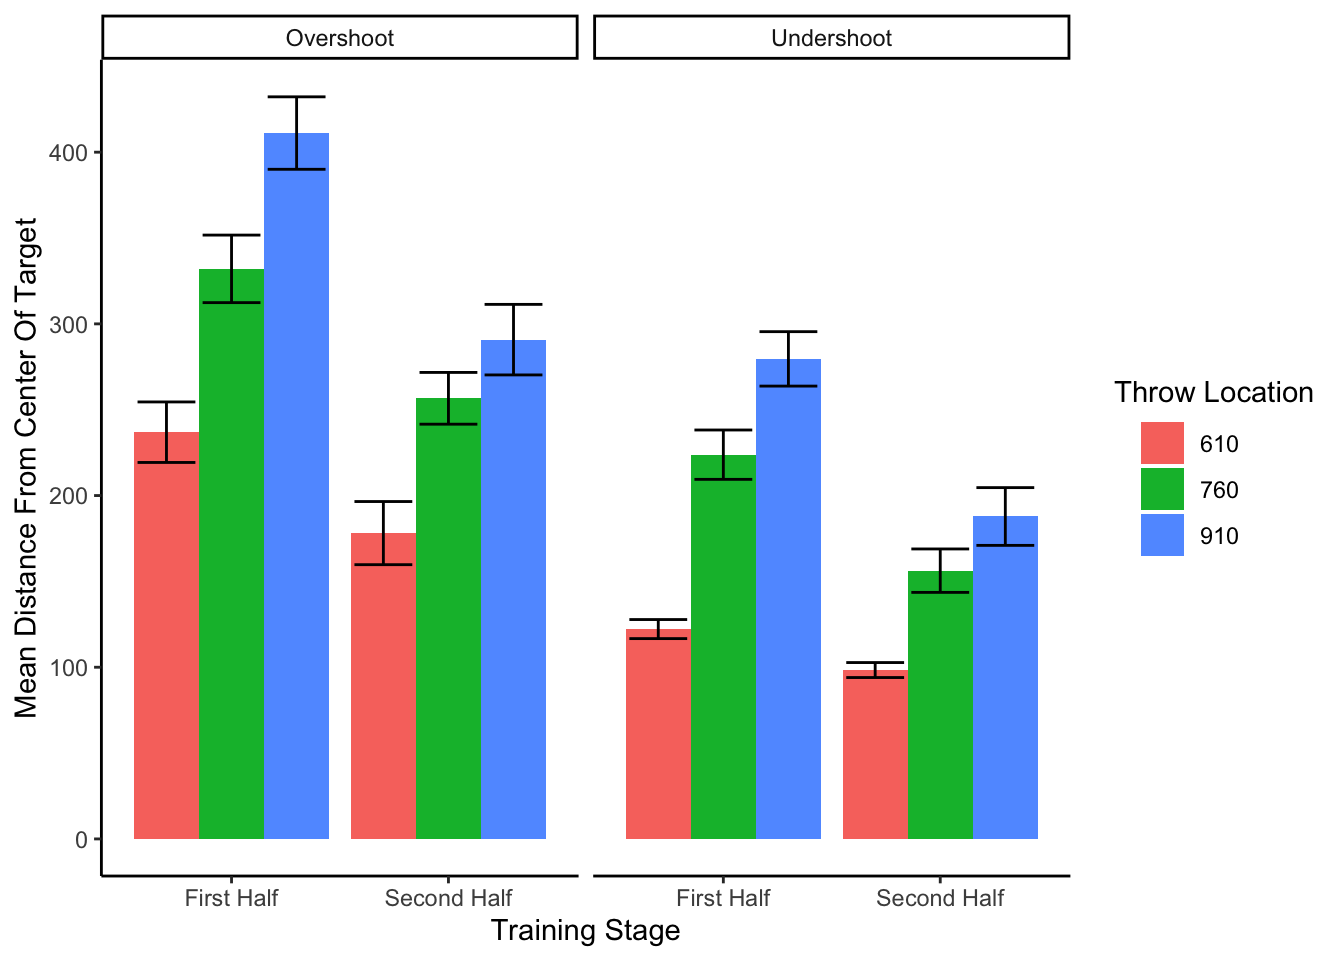 Overshoot
Undershoot
Mean Distance From Center Of Target
400
300
200
100
0
First Half
Second Half
First Half
Second Half
Training Stage
Throw Location
610
760
910